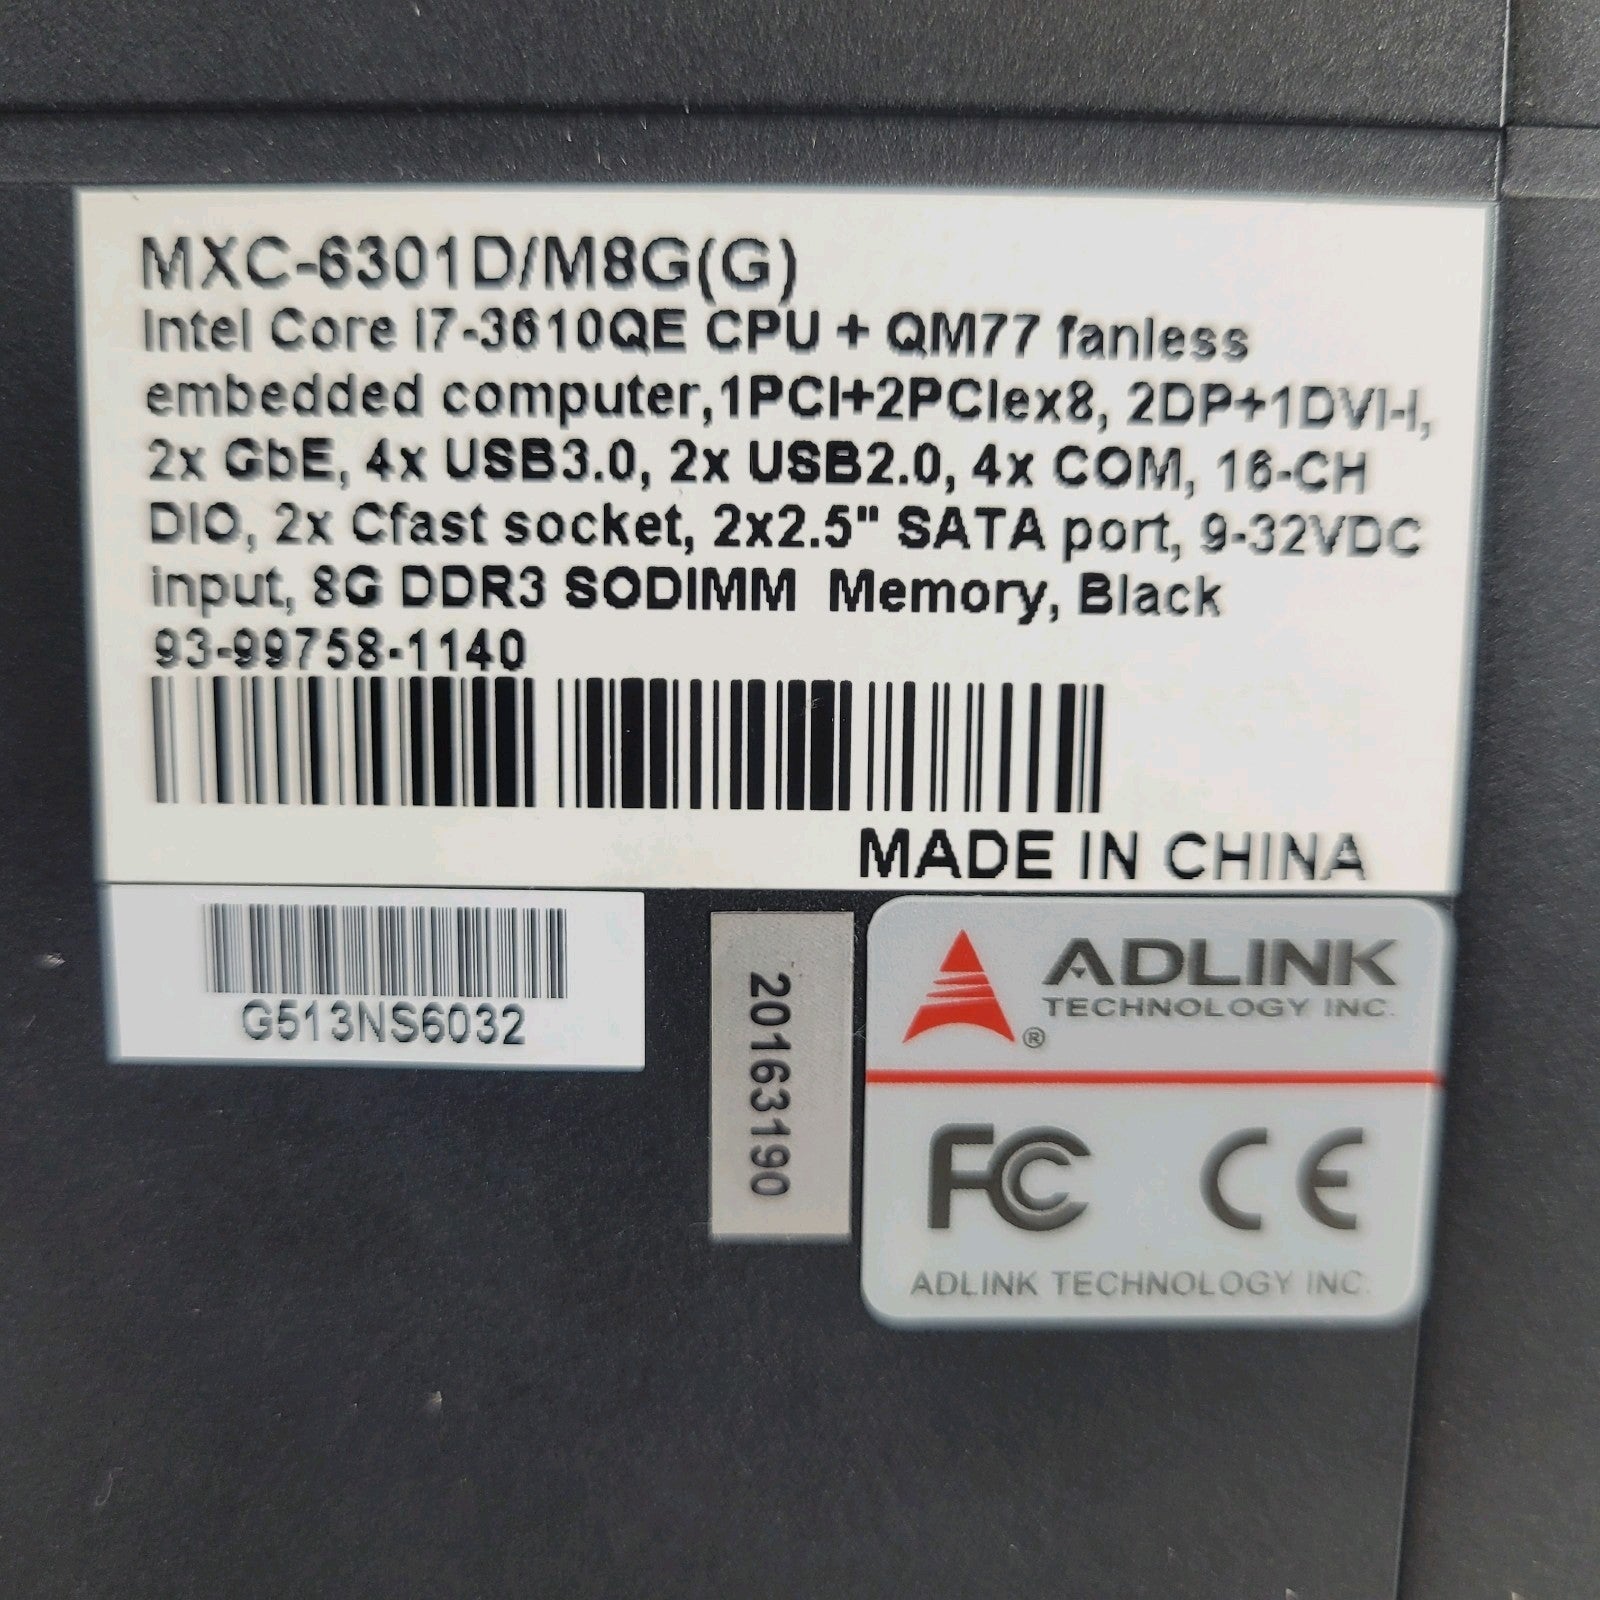 MXC-6301D/M8G(G)
Intel Core I7-3610QE CPU + QM77 fanless
embedded computer,1PCI+2PCIex8, 2DP+1DVI-I,
2x GbE, 4x USB3.0, 2x USB2.0, 4x COM, 16-CH
DIO, 2x Cfast socket, 2x2.5" SATA port, 9-32VDC
input, 8G DDR3 SODIMM Memory, Black
93-99758-1140
MADE IN CHINA
G513NS6032
20163190
ADLINK
TECHNOLOGY INC.
®
FC CE
ADLINK TECHNOLOGY INC.